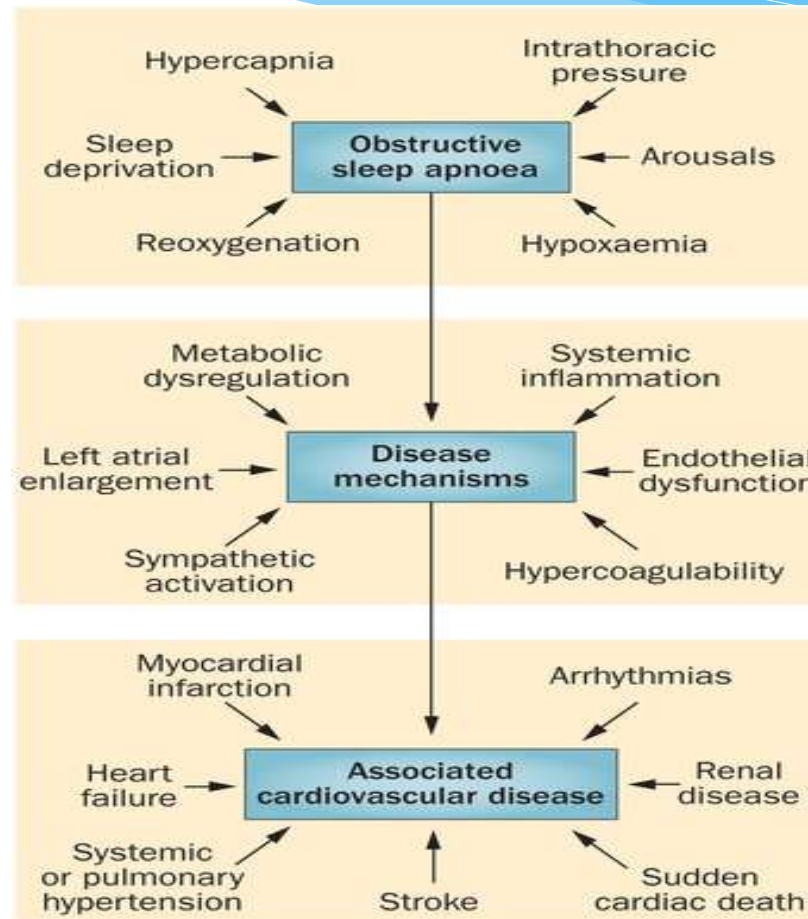 Hypercapnia
Intrathoracic
pressure
Sleep
deprivation
Obstructive
sleep apnoea
Arousals
Reoxygenation
Hypoxaemia
Metabolic
dysregulation
Systemic
inflammation
Left atrial
enlargement
Disease
mechanisms
Endothelial
dysfunction
Sympathetic
activation
Hypercoagulability
Myocardial
infarction
Arrhythmias
Heart
failure
Associated
cardiovascular disease
Renal
disease
Systemic
or pulmonary
hypertension
Stroke
Sudden
cardiac death